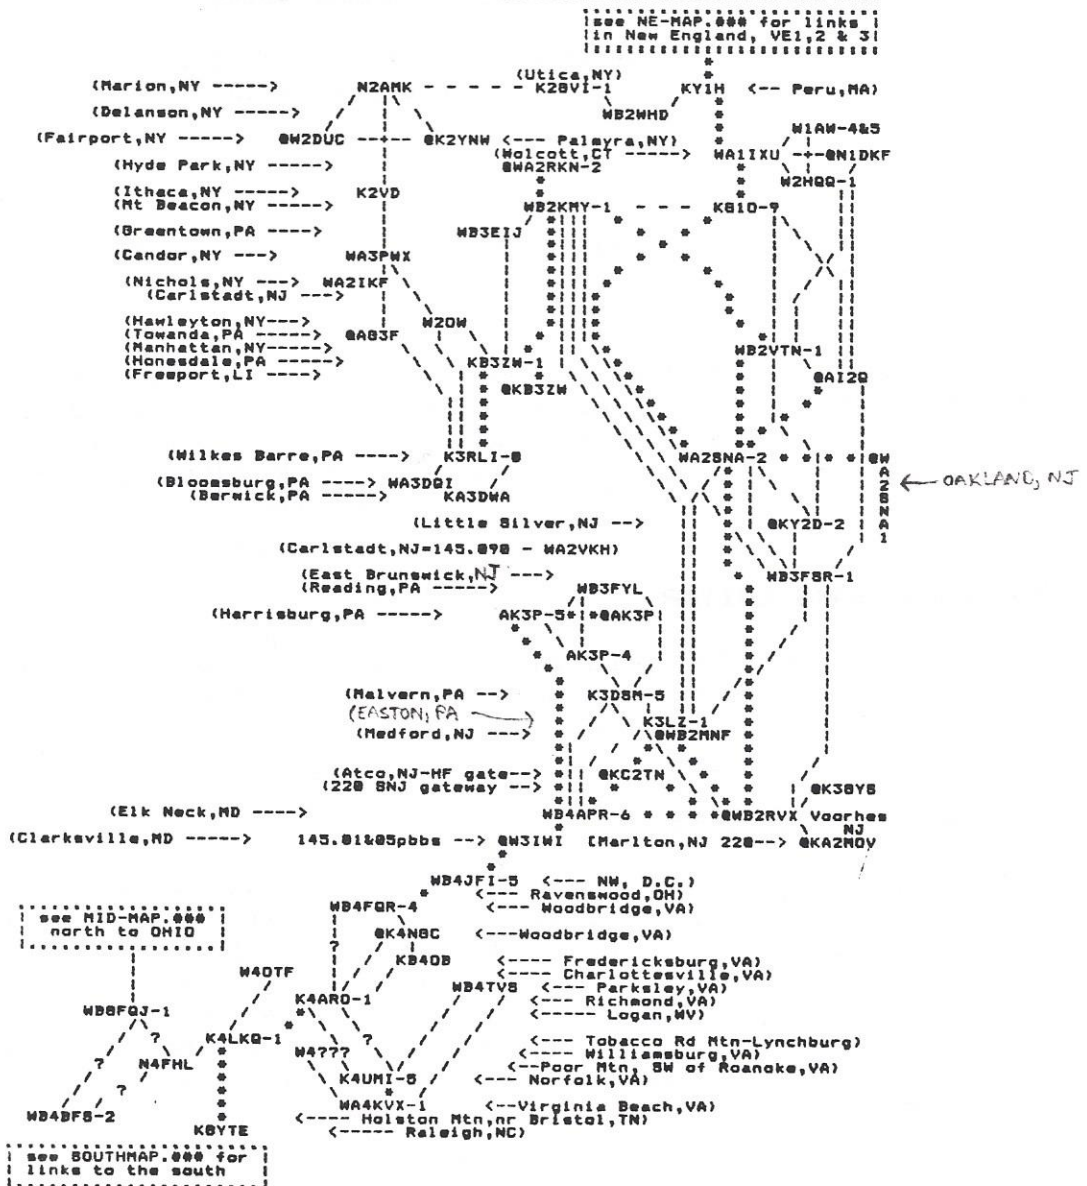 see NE-MAP.### for links
in New England, VE1,2 & 3
(Marion,NY -----> N2AMK (Utica,NY) K2BVI-1 KY1H <-- Peru,MA)
(Delanson,NY -----> WB2WHD
W1AW-4&5
(Fairport,NY -----> @W2DUC @K2YNW <--- Palmyra,NY)
(Wolcott,CT -----> WA1IXU @N1DKF
(Hyde Park,NY -----> @WA2RKN-2 W2HQQ-1
(Ithaca,NY -----> K2VD
(Mt Beacon,NY -----> WB2KMY-1 K61O-9
(Greentown,PA ----> WB3EIJ
(Candor,NY -----> WA3PWX
(Nichols,NY ---> WA2IKF
(Carlstadt,NJ --->
(Hawleyton,NY----> W2OW
(Towanda,PA -----> @AG3F
(Manhattan,NY-----> WB2VTN-1
(Honesdale,PA -----> KB3ZW-1
(Freeport,LI ----> @KB3ZW @AI2Q
(Wilkes Barre,PA -----> K3RLI-@ WA2SNA-2 @WA2SNA1
(Bloomsburg,PA ----> WA3DQI
(Berwick,PA -----> KA3DWA
← OAKLAND, NJ
(Little Silver,NJ --> @KY2D-2
(Carlstadt,NJ=145.090 - WA2VKH)
(East Brunswick,NJ ---> WB3FSR-1
(Reading,PA -----> WB3FYL
(Harrisburg,PA -----> AK3P-5 @AK3P
AK3P-4
(Malvern,PA --> K3DSM-5
(EASTON, PA K3LZ-1
(Medford,NJ ---> @WB2MNF
(Atco,NJ-HF gate--> @KC2TN
(220 SNJ gateway --> @K3GYS
(Elk Neck,MD ----> WB4APR-6 @WB2RVX Voorhes
NJ
(Clarksville,MD -----> 145.01&05pbbs --> @W3IWI [Marlton,NJ 220--> @KA2MOV
WB4JFI-5 <--- NW, D.C.)
<---- Ravenswood,OH)
WB4FQR-4 <--- Woodbridge,VA)
see MID-MAP.###
north to OHIO
@K4NGC <---Woodbridge,VA)
?
KB4OB <---- Fredericksburg,VA)
W4OTF <---- Charlottesville,VA)
WB4TVS <--- Parksley,VA)
K4ARO-1 <---- Richmond,VA)
WB8FQJ-1 <----- Logan,WV)
? K4LKQ-1 ?
<---- Tobacco Rd Mtn-Lynchburg)
W4??? <---- Williamsburg,VA)
? N4FHL <--Poor Mtn, SW of Roanoke,VA)
K4UMI-5 <--- Norfolk,VA)
?
WA4KVX-1 <--Virginia Beach,VA)
WB4BFS-2 <---- Holston Mtn,nr Bristol,TN)
K8YTE <----- Raleigh,NC)
see SOUTHMAP.### for
links to the south